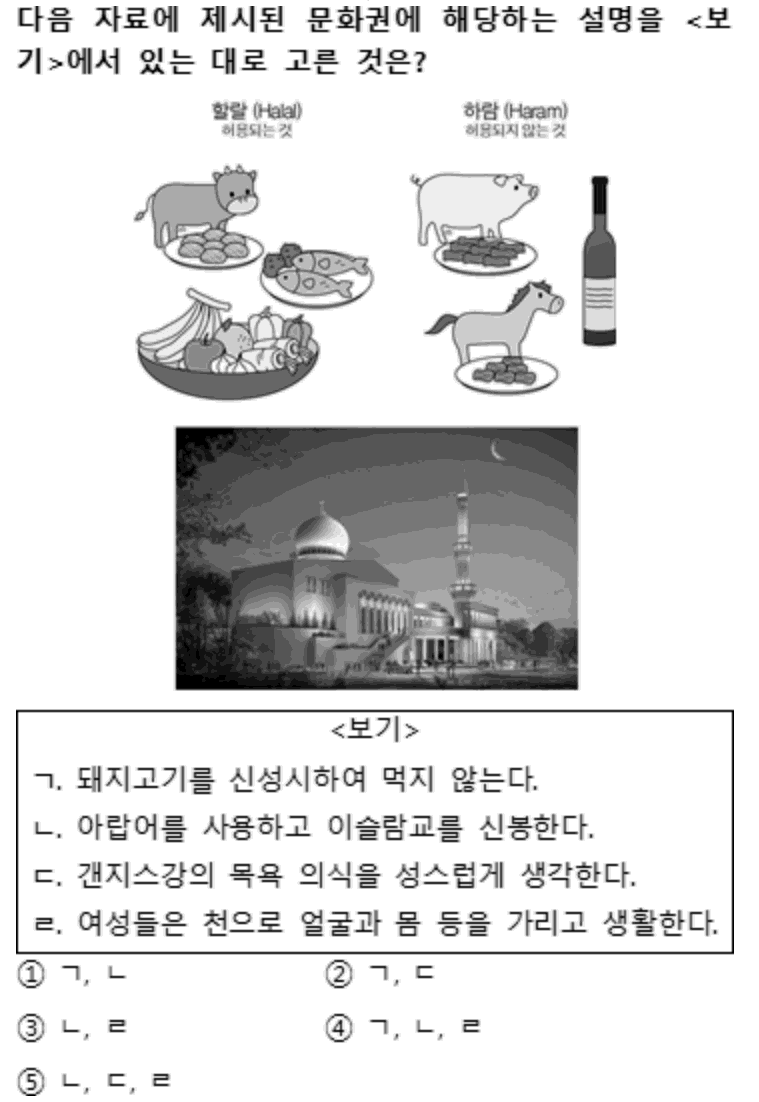 다음 자료에 제시된 문화권에 해당하는 설명을 <보
기>에서 있는 대로 고른 것은?
할랄 (Halal) 하람 (Haram)
허용되는 것 허용되지 않는 것
<보기>
ㄱ. 돼지고기를 신성시하여 먹지 않는다.
ㄴ. 아랍어를 사용하고 이슬람교를 신봉한다.
ㄷ. 갠지스강의 목욕 의식을 성스럽게 생각한다.
ㄹ. 여성들은 천으로 얼굴과 몸 등을 가리고 생활한다.
① ㄱ, ㄴ ② ㄱ, ㄷ
③ ㄴ, ㄹ ④ ㄱ, ㄴ, ㄹ
⑤ ㄴ, ㄷ, ㄹ